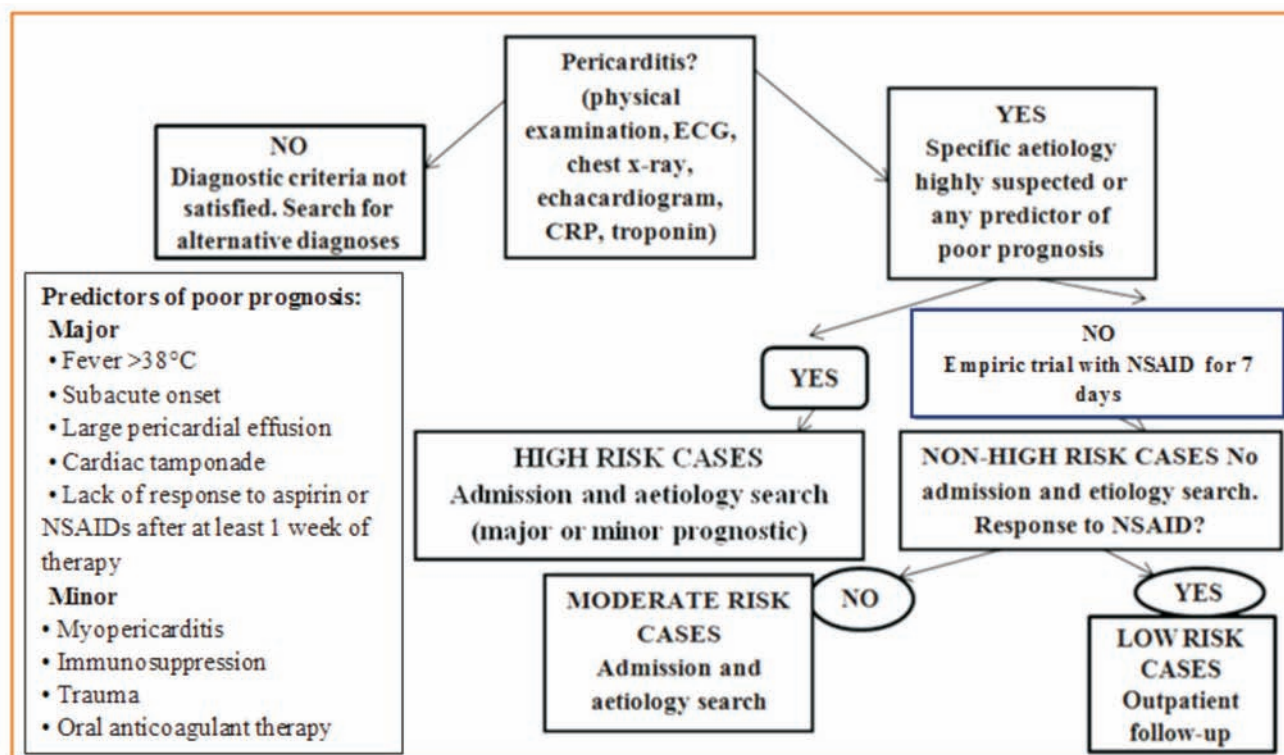 Pericarditis?
(physical
examination, ECG,
chest x-ray,
echacardiogram,
CRP, troponin)
NO
Diagnostic criteria not
satisfied. Search for
alternative diagnoses
YES
Specific aetiology
highly suspected or
any predictor of
poor prognosis
Predictors of poor prognosis:
Major
• Fever >38°C
• Subacute onset
• Large pericardial effusion
• Cardiac tamponade
• Lack of response to aspirin or
NSAIDs after at least 1 week of
therapy
Minor
• Myopericarditis
• Immunosuppression
• Trauma
• Oral anticoagulant therapy
YES
NO
Empiric trial with NSAID for 7
days
HIGH RISK CASES
Admission and aetiology search
(major or minor prognostic)
NON-HIGH RISK CASES No
admission and etiology search.
Response to NSAID?
NO
YES
MODERATE RISK
CASES
Admission and
aetiology search
LOW RISK
CASES
Outpatient
follow-up